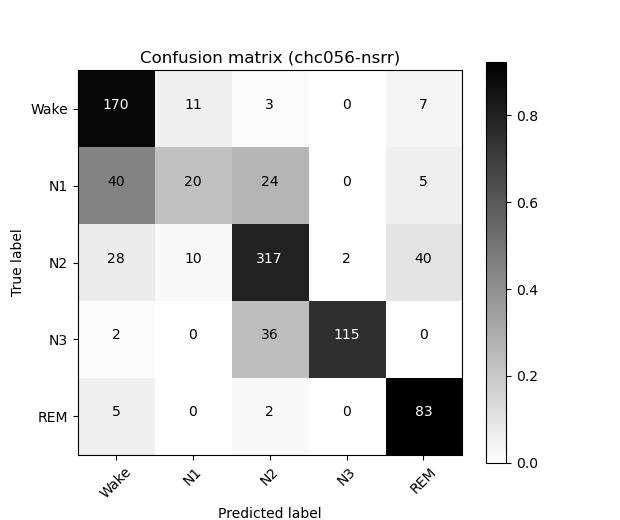 Confusion matrix (chc056-nsrr)
Wake 170 11 3 0 7
N1 40 20 24 0 5
N2 28 10 317 2 40
N3 2 0 36 115 0
REM 5 0 2 0 83
Wake N1 N2 N3 REM
True label
Predicted label
0.8
0.6
0.4
0.2
0.0